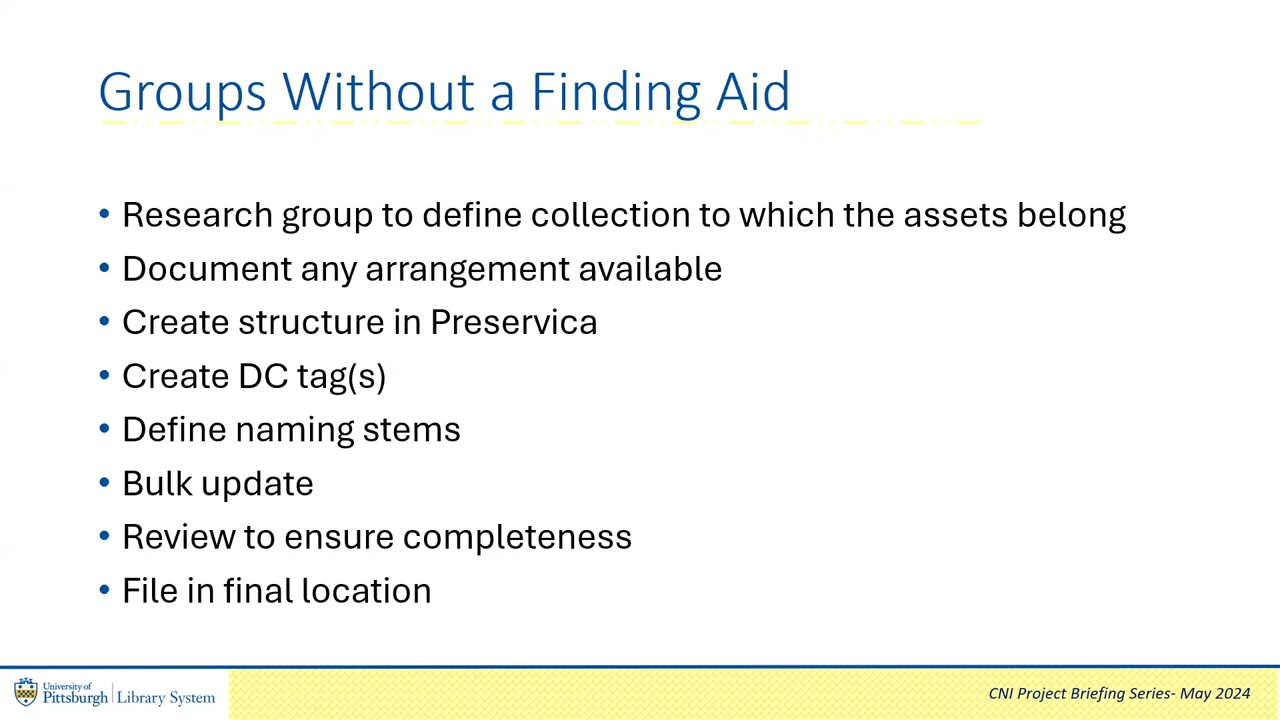 Groups Without a Finding Aid
• Research group to define collection to which the assets belong
• Document any arrangement available
• Create structure in Preservica
• Create DC tag(s)
• Define naming stems
• Bulk update
• Review to ensure completeness
• File in final location
University of
Pittsburgh | Library System
CNI Project Briefing Series- May 2024